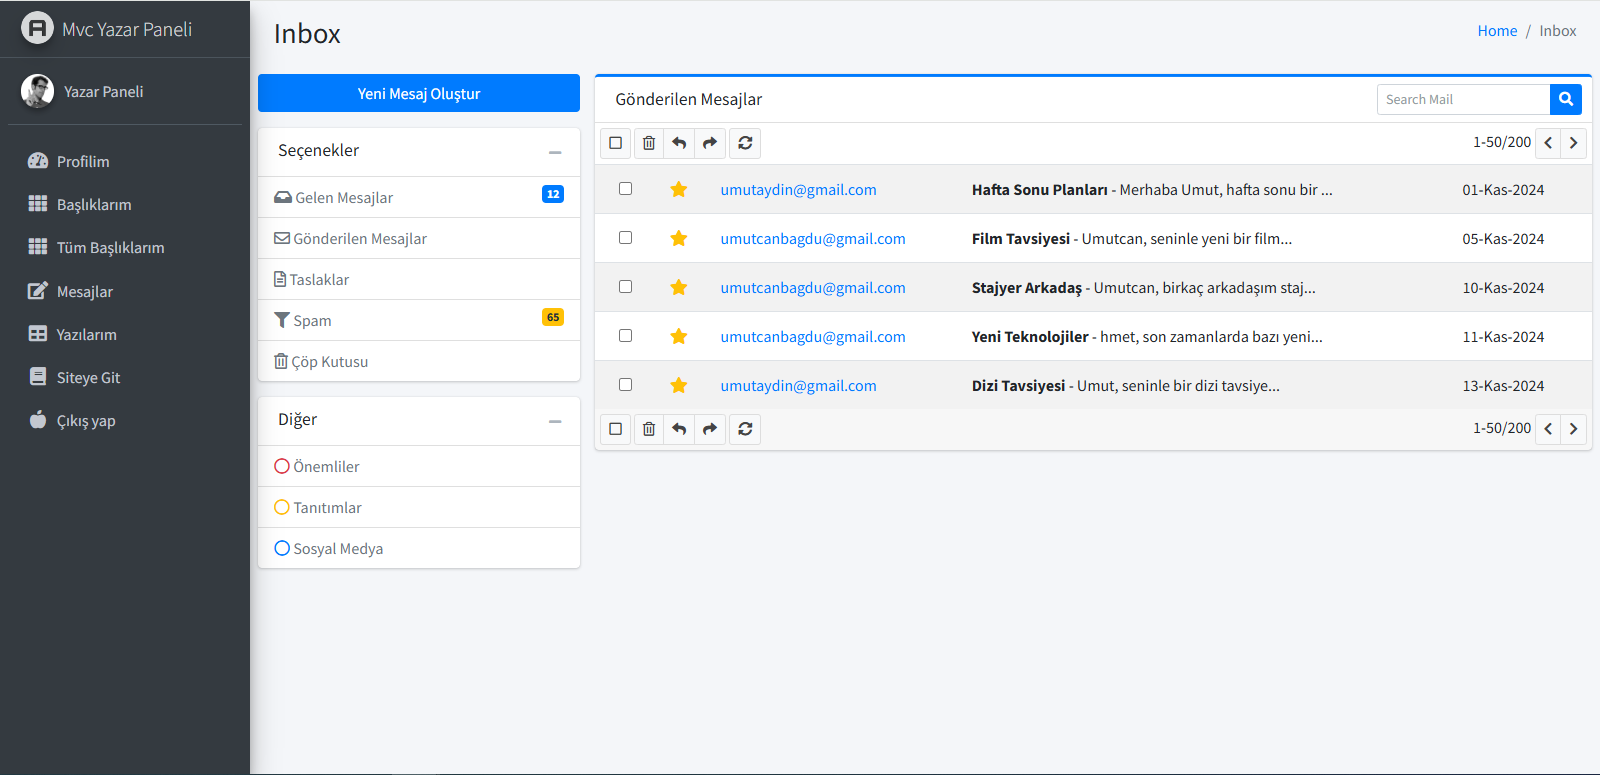 Mvc Yazar Paneli
Yazar Paneli
Profilim
Başlıklarım
Tüm Başlıklarım
Mesajlar
Yazılarım
Siteye Git
Çıkış yap
Inbox
Home / Inbox
Yeni Mesaj Oluştur
Seçenekler
Gelen Mesajlar 12
Gönderilen Mesajlar
Taslaklar
Spam 65
Çöp Kutusu
Diğer
Önemliler
Tanıtımlar
Sosyal Medya
Gönderilen Mesajlar
Search Mail
1-50/200
umutaydin@gmail.com Hafta Sonu Planları - Merhaba Umut, hafta sonu bir ... 01-Kas-2024
umutcanbagdu@gmail.com Film Tavsiyesi - Umutcan, seninle yeni bir film... 05-Kas-2024
umutcanbagdu@gmail.com Stajyer Arkadaş - Umutcan, birkaç arkadaşım staj... 10-Kas-2024
umutcanbagdu@gmail.com Yeni Teknolojiler - hmet, son zamanlarda bazı yeni... 11-Kas-2024
umutaydin@gmail.com Dizi Tavsiyesi - Umut, seninle bir dizi tavsiye... 13-Kas-2024
1-50/200